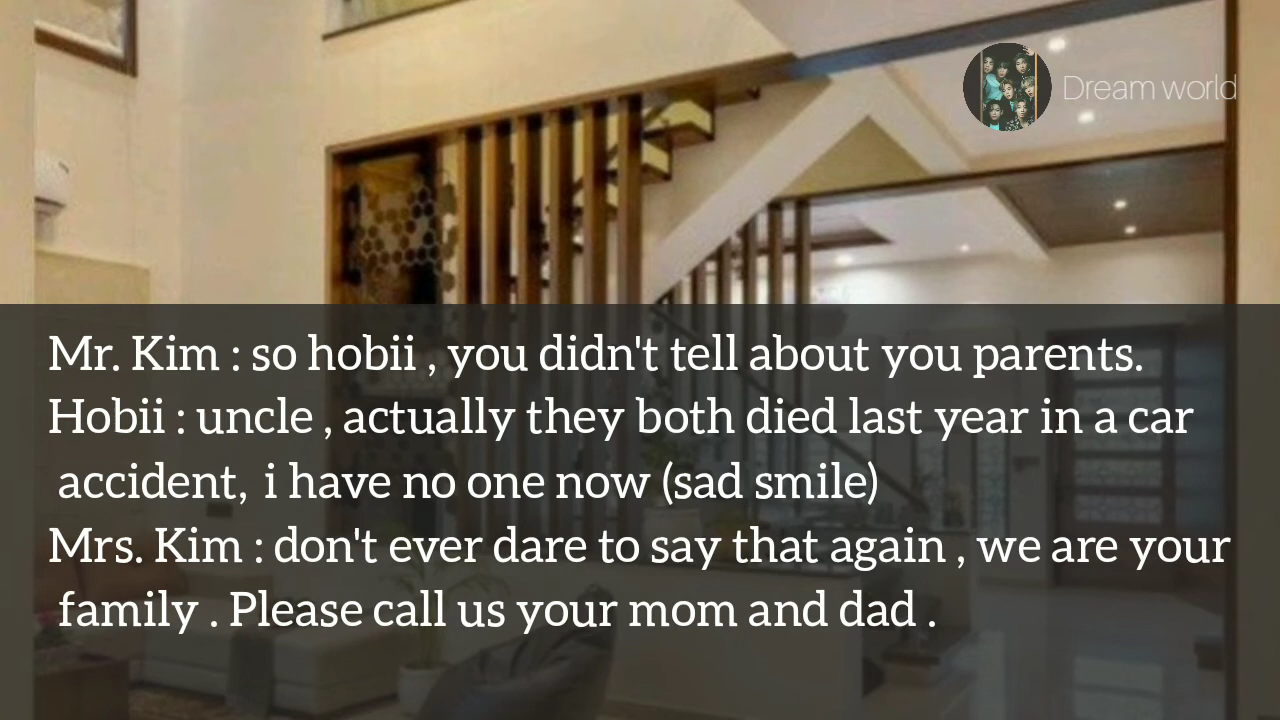 Dream world
Mr. Kim : so hobii , you didn't tell about you parents.
Hobii : uncle , actually they both died last year in a car
accident, i have no one now (sad smile)
Mrs. Kim : don't ever dare to say that again , we are your
family . Please call us your mom and dad .